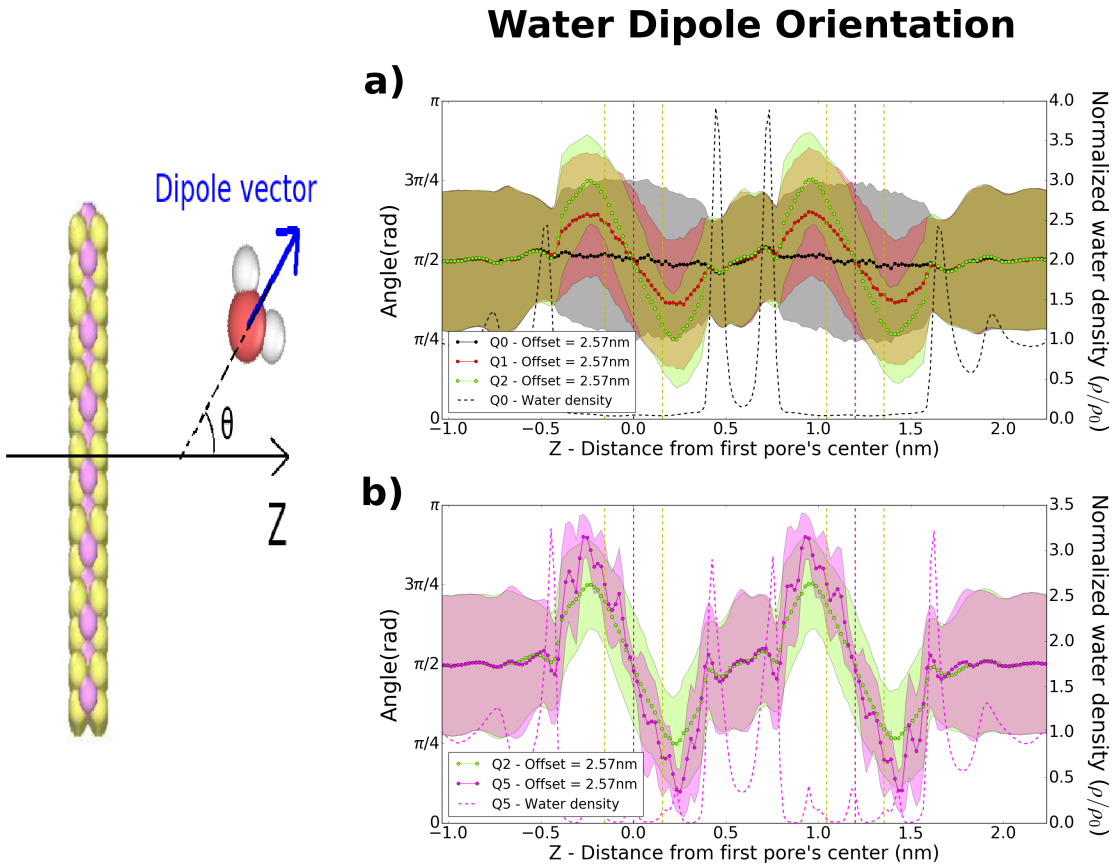 Water Dipole Orientation
Dipole vector
θ
Z
a)
π
3π/4
π/2
π/4
0
Angle(rad)
4.0
3.5
3.0
2.5
2.0
1.5
1.0
0.5
0.0
Normalized water density (ρ/ρ0)
Q0 - Offset = 2.57nm
Q1 - Offset = 2.57nm
Q2 - Offset = 2.57nm
Q0 - Water density
−1.0 −0.5 0.0 0.5 1.0 1.5 2.0
Z - Distance from first pore's center (nm)
b)
π
3π/4
π/2
π/4
0
Angle(rad)
3.5
3.0
2.5
2.0
1.5
1.0
0.5
0.0
Normalized water density (ρ/ρ0)
Q2 - Offset = 2.57nm
Q5 - Offset = 2.57nm
Q5 - Water density
−1.0 −0.5 0.0 0.5 1.0 1.5 2.0
Z - Distance from first pore's center (nm)